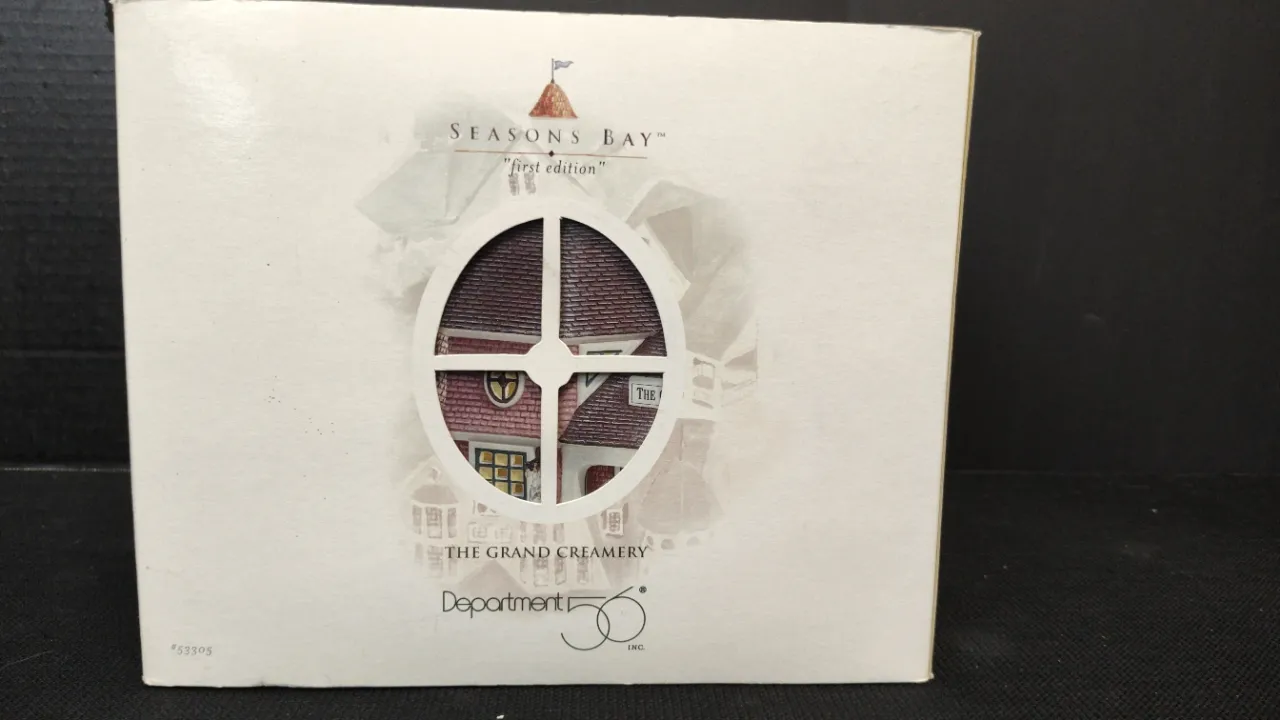 SEASONS BAY™
"first edition"
THE
THE GRAND CREAMERY
Department 56®
INC.
#53305